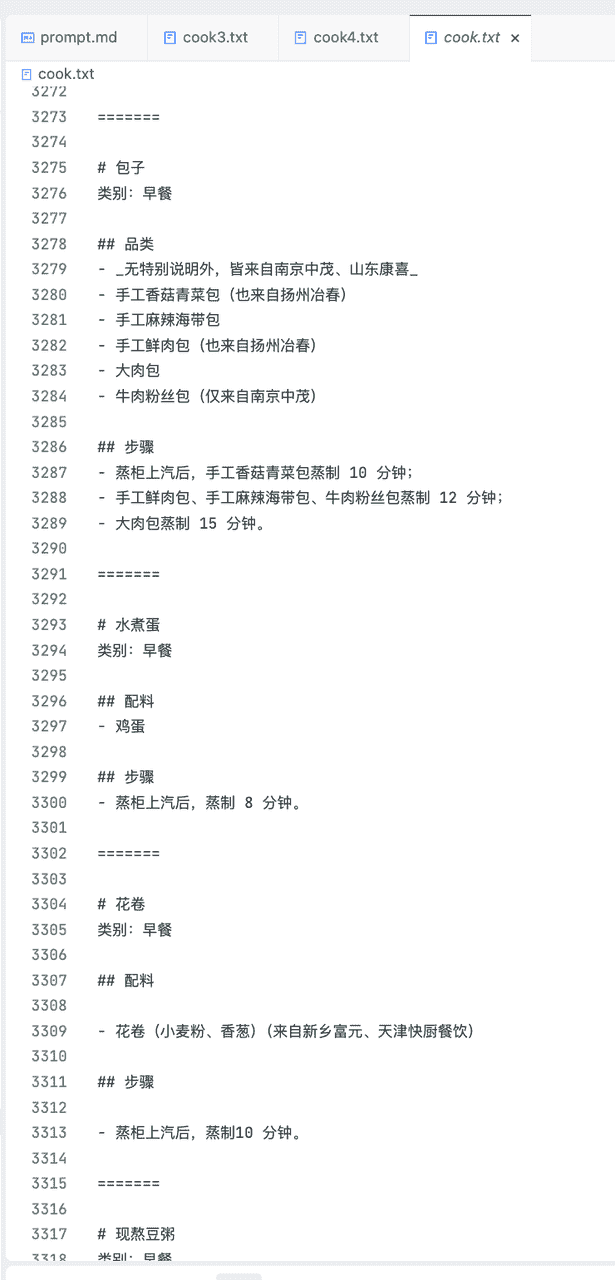 prompt.md cook3.txt cook4.txt cook.txt ×
cook.txt
3272
3273 =======
3274
3275 # 包子
3276 类别：早餐
3277
3278 ## 品类
3279 - _无特别说明外，皆来自南京中茂、山东康喜_
3280 - 手工香菇青菜包（也来自扬州冶春）
3281 - 手工麻辣海带包
3282 - 手工鲜肉包（也来自扬州冶春）
3283 - 大肉包
3284 - 牛肉粉丝包（仅来自南京中茂）
3285
3286 ## 步骤
3287 - 蒸柜上汽后，手工香菇青菜包蒸制 10 分钟；
3288 - 手工鲜肉包、手工麻辣海带包、牛肉粉丝包蒸制 12 分钟；
3289 - 大肉包蒸制 15 分钟。
3290
3291 =======
3292
3293 # 水煮蛋
3294 类别：早餐
3295
3296 ## 配料
3297 - 鸡蛋
3298
3299 ## 步骤
3300 - 蒸柜上汽后，蒸制 8 分钟。
3301
3302 =======
3303
3304 # 花卷
3305 类别：早餐
3306
3307 ## 配料
3308
3309 - 花卷（小麦粉、香葱）（来自新乡富元、天津快厨餐饮）
3310
3311 ## 步骤
3312
3313 - 蒸柜上汽后，蒸制10 分钟。
3314
3315 =======
3316
3317 # 现熬豆粥
3318 类别：早餐